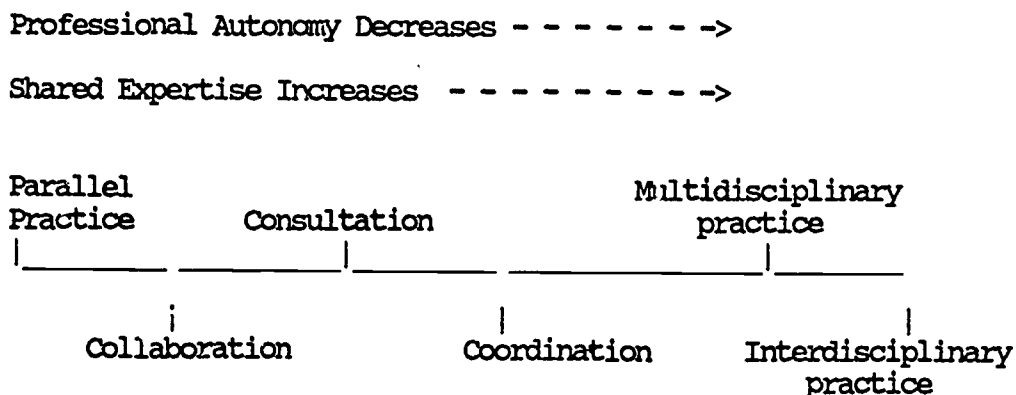 Professional Autonomy Decreases - - - - - - ->
Shared Expertise Increases - - - - - - - - ->
Parallel
Practice
Consultation
Multidisciplinary
practice
Collaboration
Coordination
Interdisciplinary
practice